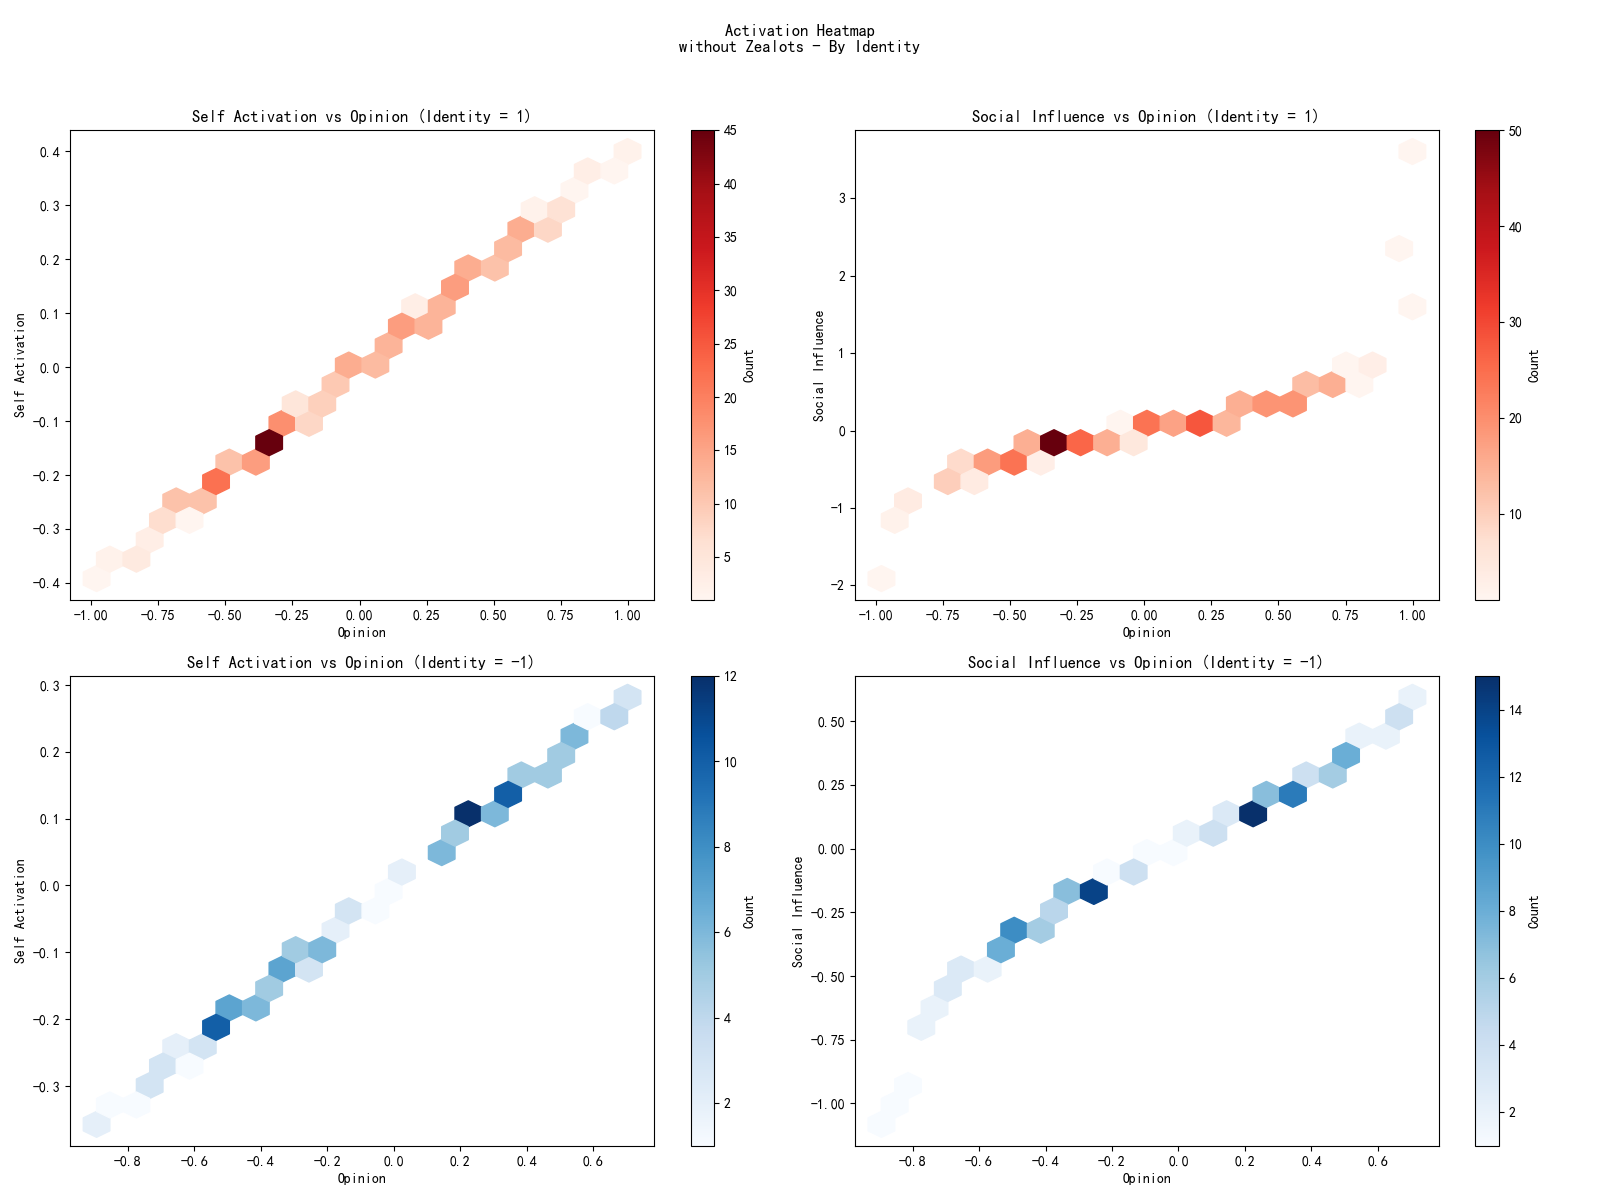 Activation Heatmap
without Zealots - By Identity
Self Activation vs Opinion (Identity = 1)
0.4
0.3
0.2
0.1
0.0
-0.1
-0.2
-0.3
-0.4
Self Activation
-1.00 -0.75 -0.50 -0.25 0.00 0.25 0.50 0.75 1.00
Opinion
45
40
35
30
25
20
15
10
5
Count
Social Influence vs Opinion (Identity = 1)
3
2
1
0
-1
-2
Social Influence
-1.00 -0.75 -0.50 -0.25 0.00 0.25 0.50 0.75 1.00
Opinion
50
40
30
20
10
Count
Self Activation vs Opinion (Identity = -1)
0.3
0.2
0.1
0.0
-0.1
-0.2
-0.3
Self Activation
-0.8 -0.6 -0.4 -0.2 0.0 0.2 0.4 0.6
Opinion
12
10
8
6
4
2
Count
Social Influence vs Opinion (Identity = -1)
0.50
0.25
0.00
-0.25
-0.50
-0.75
-1.00
Social Influence
-0.8 -0.6 -0.4 -0.2 0.0 0.2 0.4 0.6
Opinion
14
12
10
8
6
4
2
Count